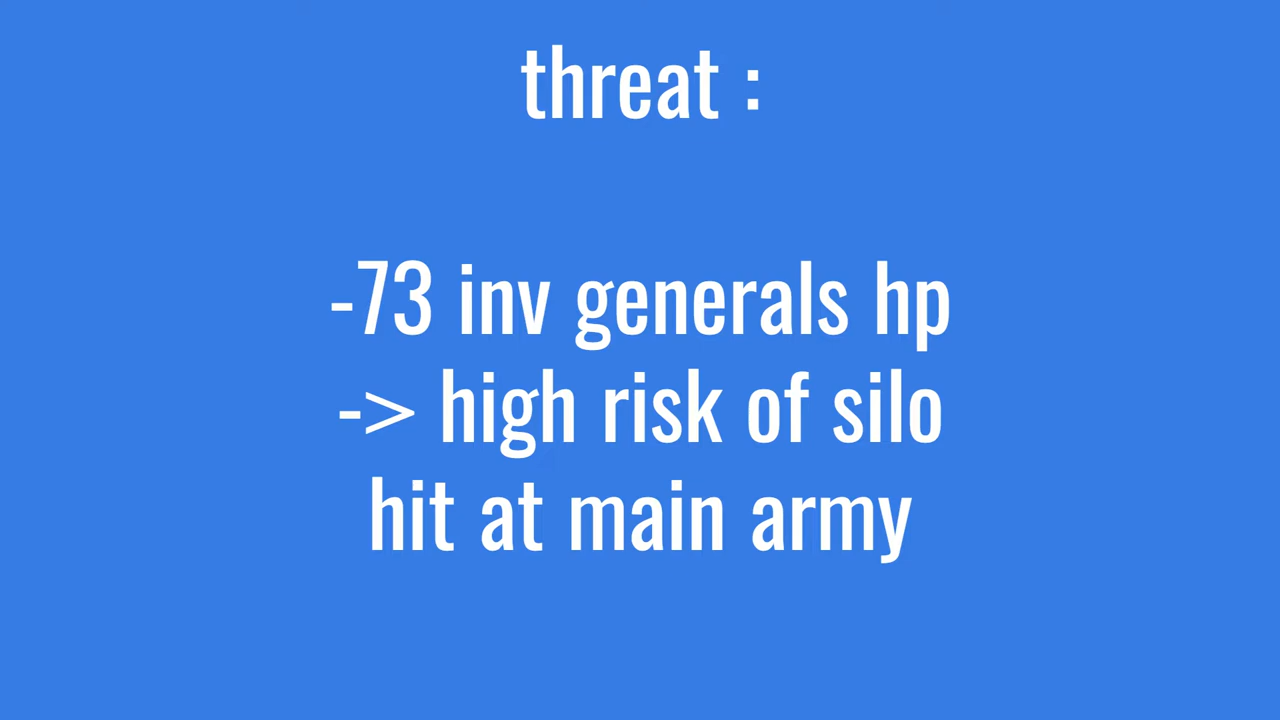 threat :
-73 inv generals hp
-> high risk of silo
hit at main army